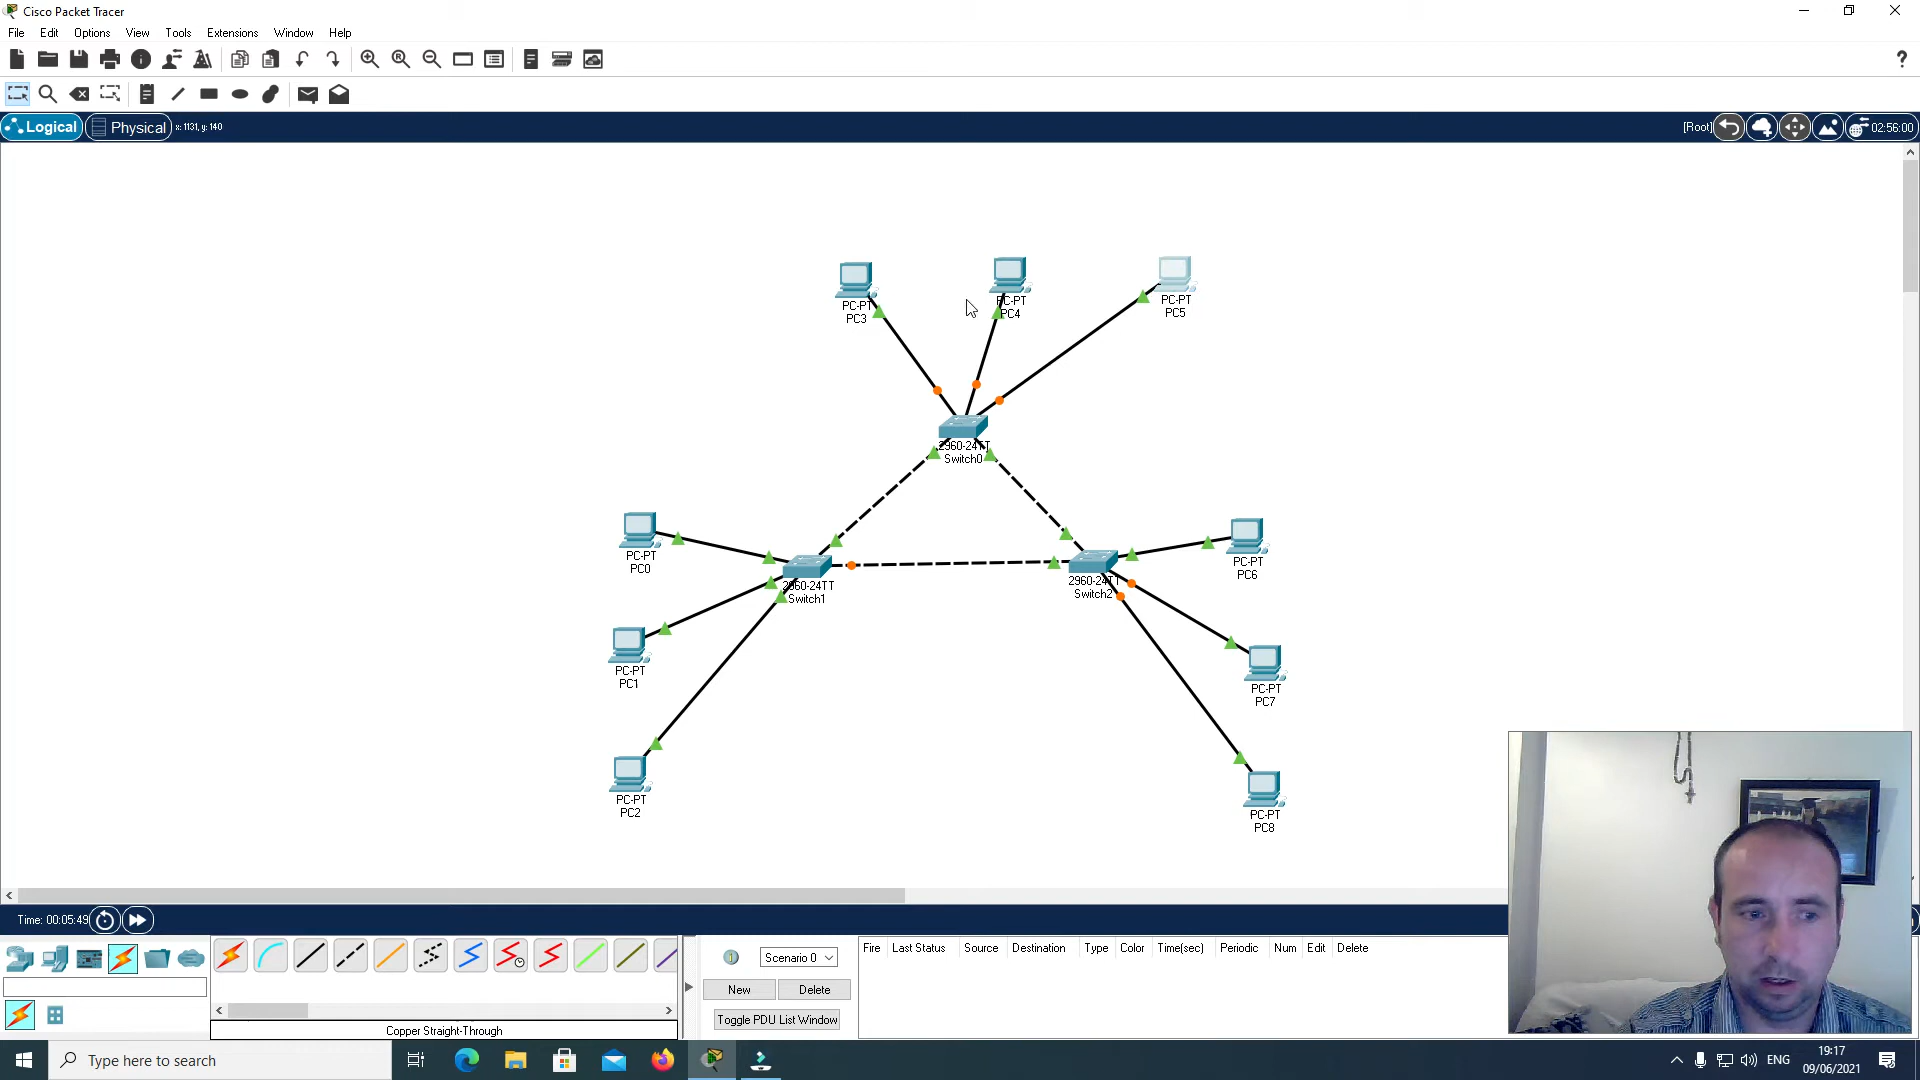 Cisco Packet Tracer
File Edit Options View Tools Extensions Window Help
?
Logical Physical x: 1131, y: 140 [Root] 02:56:00
PC-PT
PC3
PC-PT
PC4
PC-PT
PC5
2960-24TT
Switch0
PC-PT
PC0
2960-24TT
Switch1
2960-24TT
Switch2
PC-PT
PC6
PC-PT
PC1
PC-PT
PC7
PC-PT
PC2
PC-PT
PC8
Time: 00:05:49
Scenario 0
New Delete
Toggle PDU List Window
Fire Last Status Source Destination Type Color Time(sec) Periodic Num Edit Delete
Copper Straight-Through
Type here to search
ENG
19:17
09/06/2021